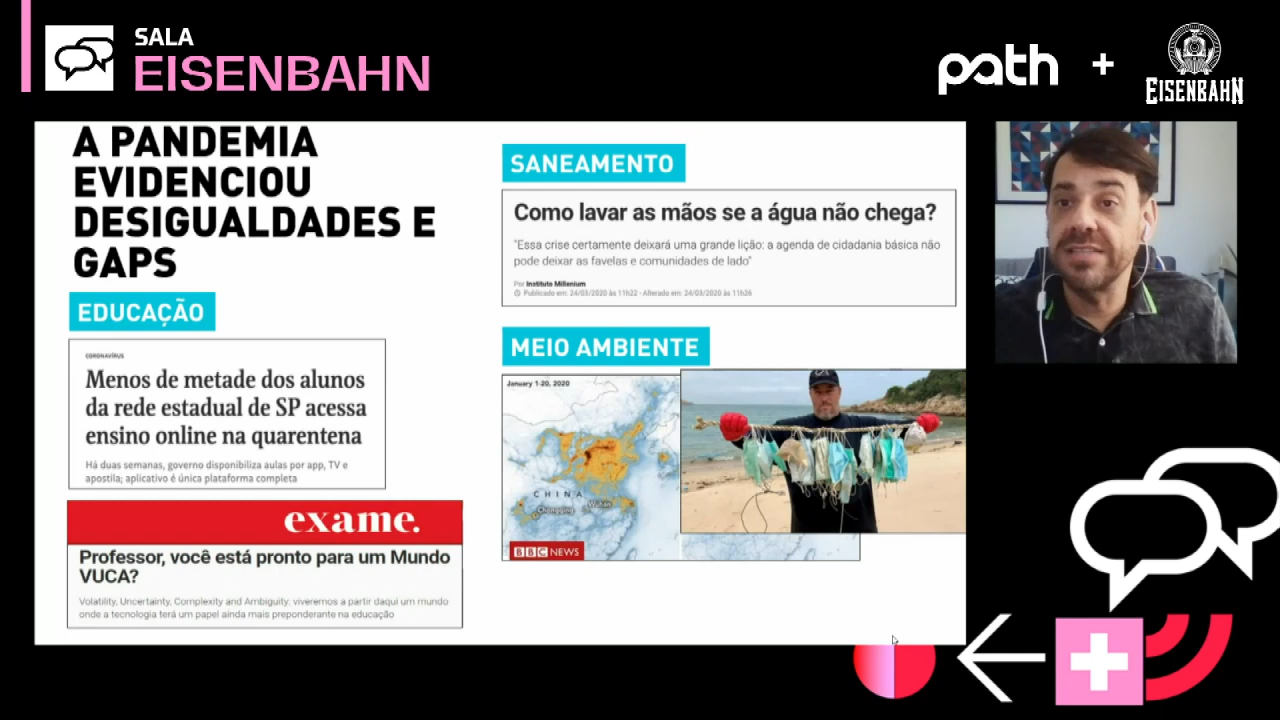 SALA
EISENBAHN
path + EISENBAHN
A PANDEMIA
EVIDENCIOU
DESIGUALDADES E
GAPS
EDUCAÇÃO
CORONAVÍRUS
Menos de metade dos alunos
da rede estadual de SP acessa
ensino online na quarentena
Há duas semanas, governo disponibiliza aulas por app, TV e
apostila; aplicativo é única plataforma completa
exame.
Professor, você está pronto para um Mundo
VUCA?
Volatility, Uncertainty, Complexity and Ambiguity: viveremos a partir daqui um mundo
onde a tecnologia terá um papel ainda mais preponderante na educação
SANEAMENTO
Como lavar as mãos se a água não chega?
"Essa crise certamente deixará uma grande lição: a agenda de cidadania básica não
pode deixar as favelas e comunidades de lado"
Por Instituto Millenium
Publicado em: 24/03/2020 às 11h22 - Alterado em: 24/03/2020 às 11h26
MEIO AMBIENTE
January 1-20, 2020
CHINA
Chongqing
Wuhan
BBC NEWS